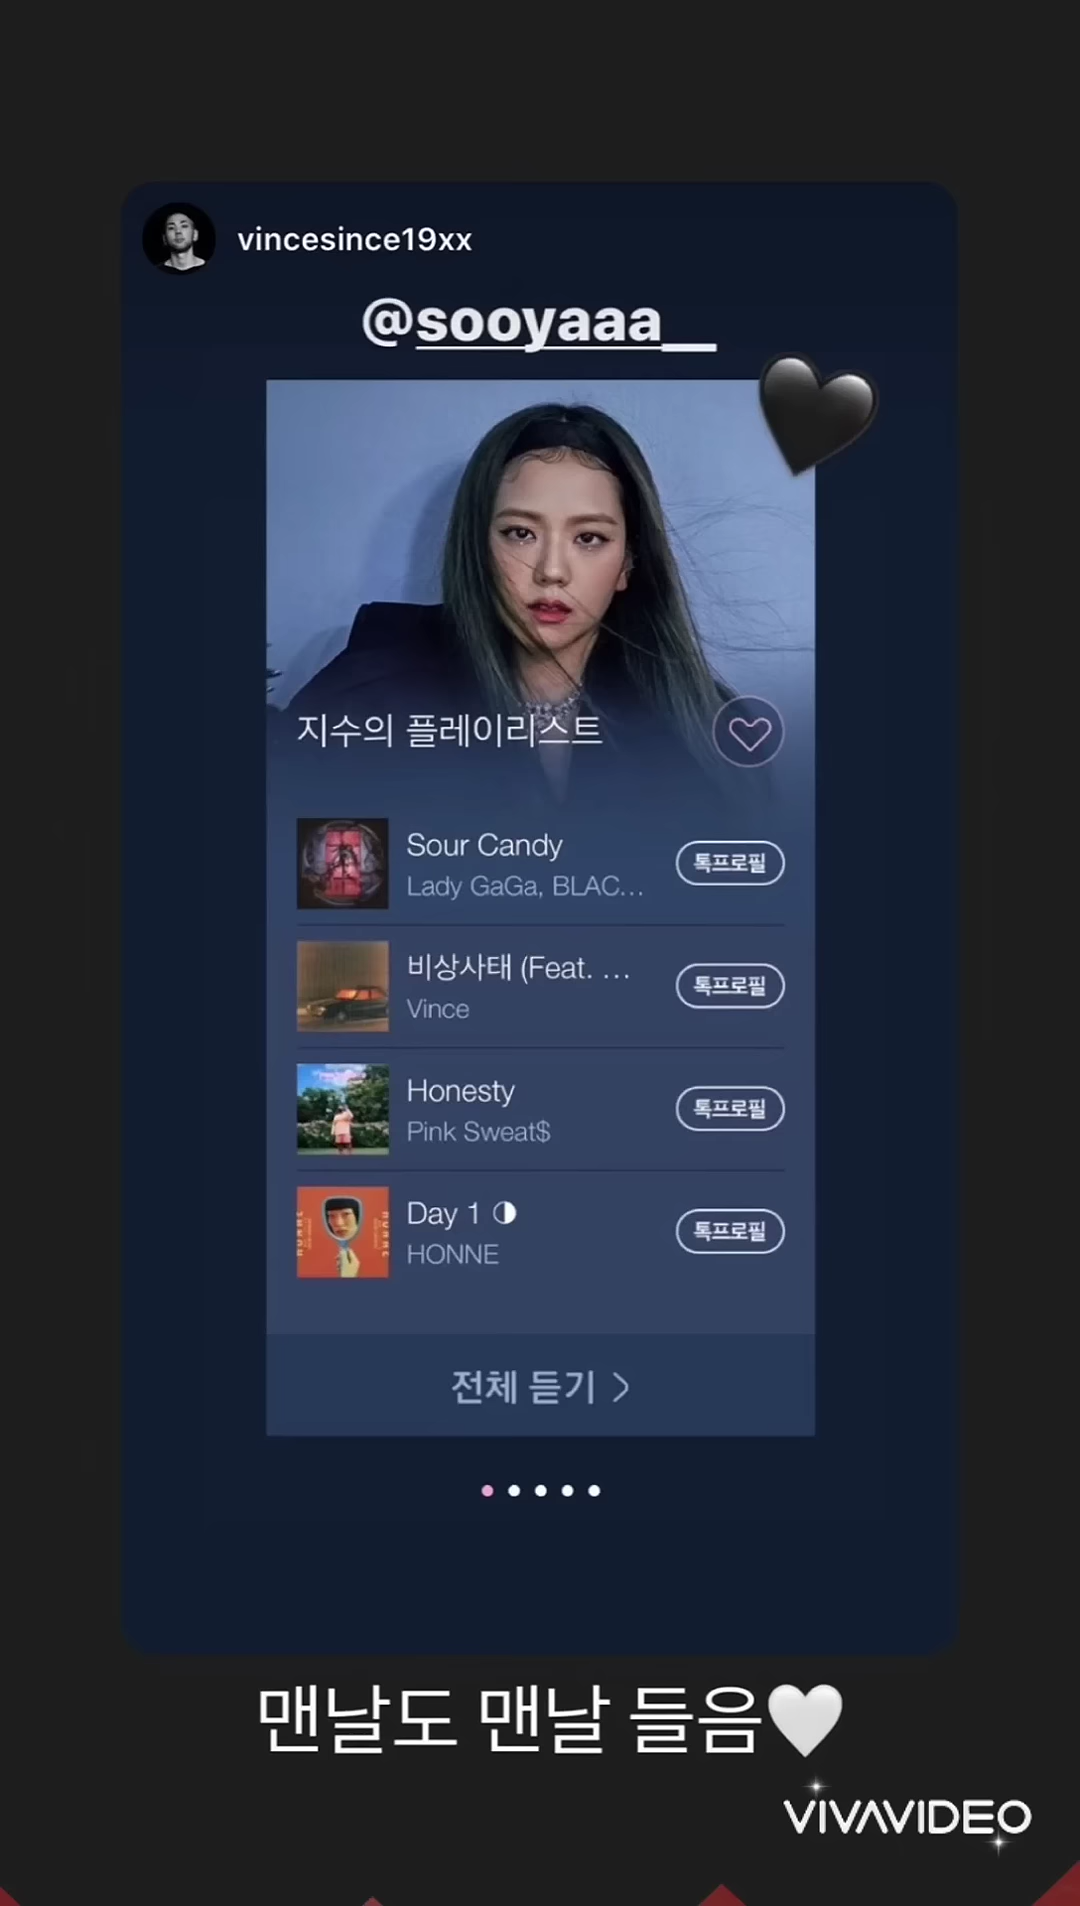 vincesince19xx
@sooyaaa__
지수의 플레이리스트
Sour Candy
Lady GaGa, BLAC...
톡프로필
비상사태 (Feat. ...
Vince
톡프로필
Honesty
Pink Sweat$
톡프로필
Day 1 ◑
HONNE
톡프로필
전체 듣기 >
맨날도 맨날 들음🤍
VIVAVIDEO